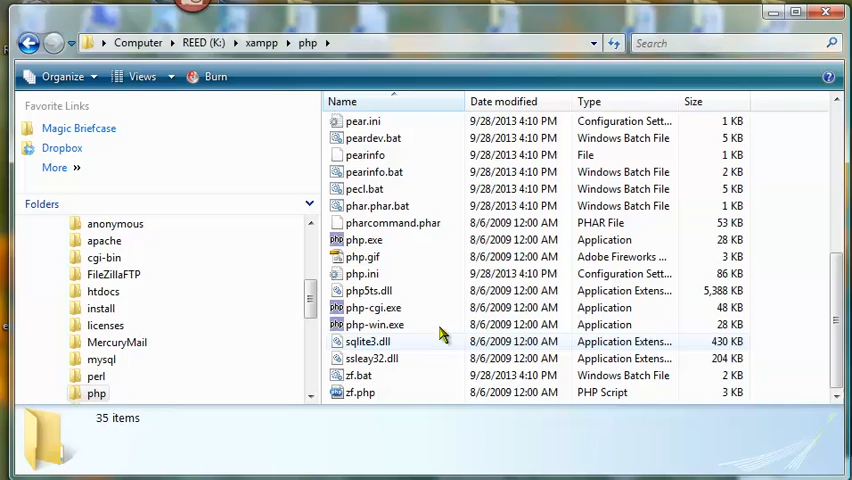 Computer REED (K:) xampp php Search
Organize Views Burn
Favorite Links
Magic Briefcase
Dropbox
More »
Folders
anonymous
apache
cgi-bin
FileZillaFTP
htdocs
install
licenses
MercuryMail
mysql
perl
php
Name Date modified Type Size
pear.ini 9/28/2013 4:10 PM Configuration Sett... 1 KB
peardev.bat 9/28/2013 4:10 PM Windows Batch File 5 KB
pearinfo 9/28/2013 4:10 PM File 1 KB
pearinfo.bat 9/28/2013 4:10 PM Windows Batch File 2 KB
pecl.bat 9/28/2013 4:10 PM Windows Batch File 5 KB
phar.phar.bat 9/28/2013 4:10 PM Windows Batch File 1 KB
pharcommand.phar 8/6/2009 12:00 AM PHAR File 53 KB
php.exe 8/6/2009 12:00 AM Application 28 KB
php.gif 8/6/2009 12:00 AM Adobe Fireworks ... 3 KB
php.ini 9/28/2013 4:10 PM Configuration Sett... 86 KB
php5ts.dll 8/6/2009 12:00 AM Application Extens... 5,388 KB
php-cgi.exe 8/6/2009 12:00 AM Application 48 KB
php-win.exe 8/6/2009 12:00 AM Application 28 KB
sqlite3.dll 8/6/2009 12:00 AM Application Extens... 430 KB
ssleay32.dll 8/6/2009 12:00 AM Application Extens... 204 KB
zf.bat 9/28/2013 4:10 PM Windows Batch File 2 KB
zf.php 8/6/2009 12:00 AM PHP Script 3 KB
35 items